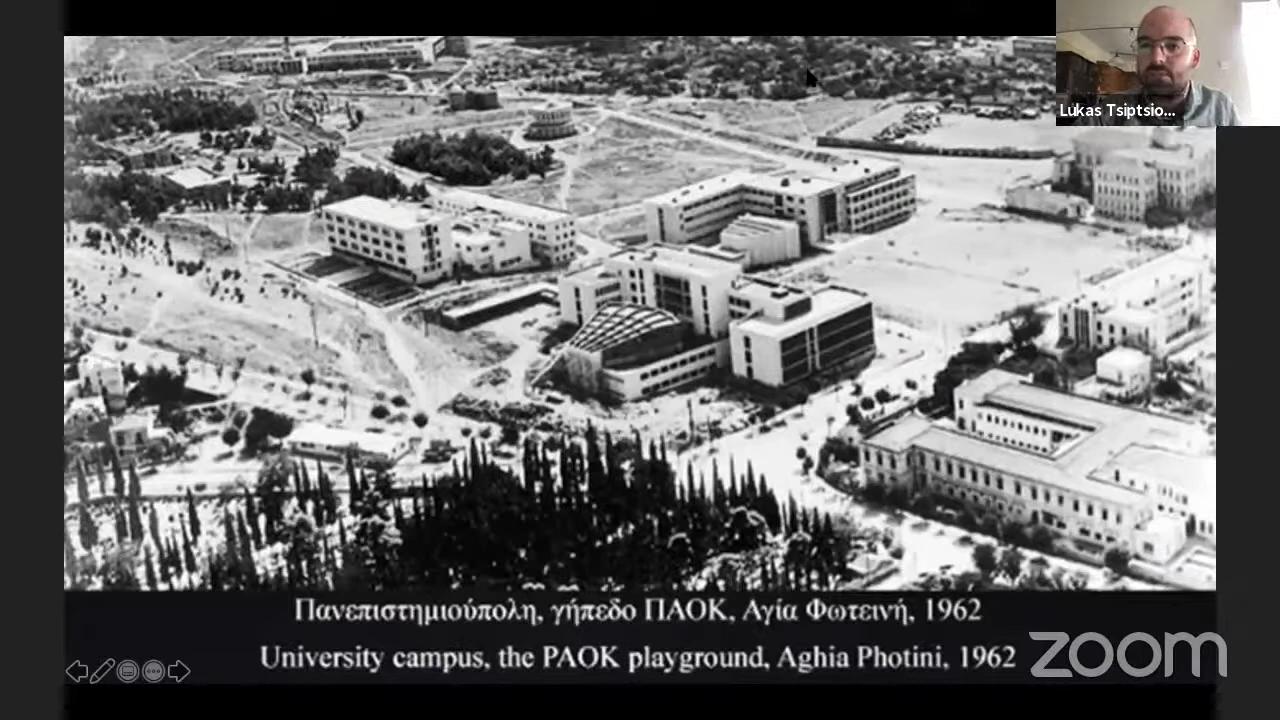 Lukas Tsiptsio...
Πανεπιστημιούπολη, γήπεδο ΠΑΟΚ, Αγία Φωτεινή, 1962
University campus, the PAOK playground, Aghia Photini, 1962
zoom